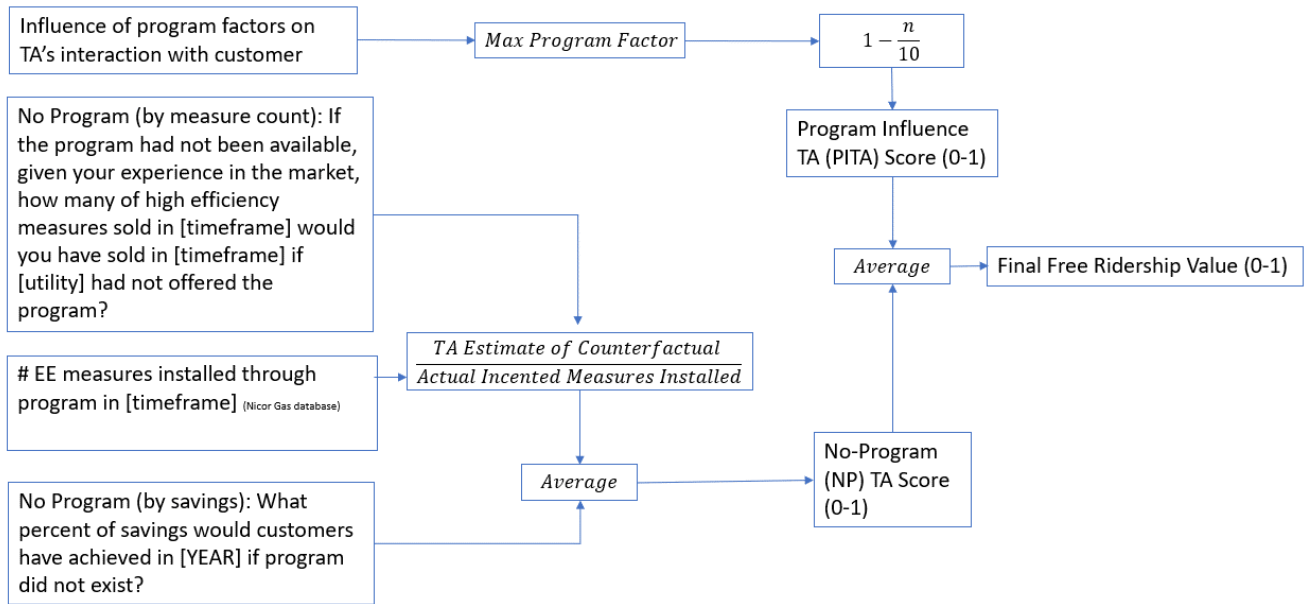 Influence of program factors on
TA's interaction with customer
Max Program Factor
1 − n/10
No Program (by measure count): If
the program had not been available,
given your experience in the market,
how many of high efficiency
measures sold in [timeframe] would
you have sold in [timeframe] if
[utility] had not offered the
program?
Program Influence
TA (PITA) Score (0-1)
Average
Final Free Ridership Value (0-1)
TA Estimate of Counterfactual
Actual Incented Measures Installed
# EE measures installed through
program in [timeframe] (Nicor Gas database)
Average
No-Program
(NP) TA Score
(0-1)
No Program (by savings): What
percent of savings would customers
have achieved in [YEAR] if program
did not exist?